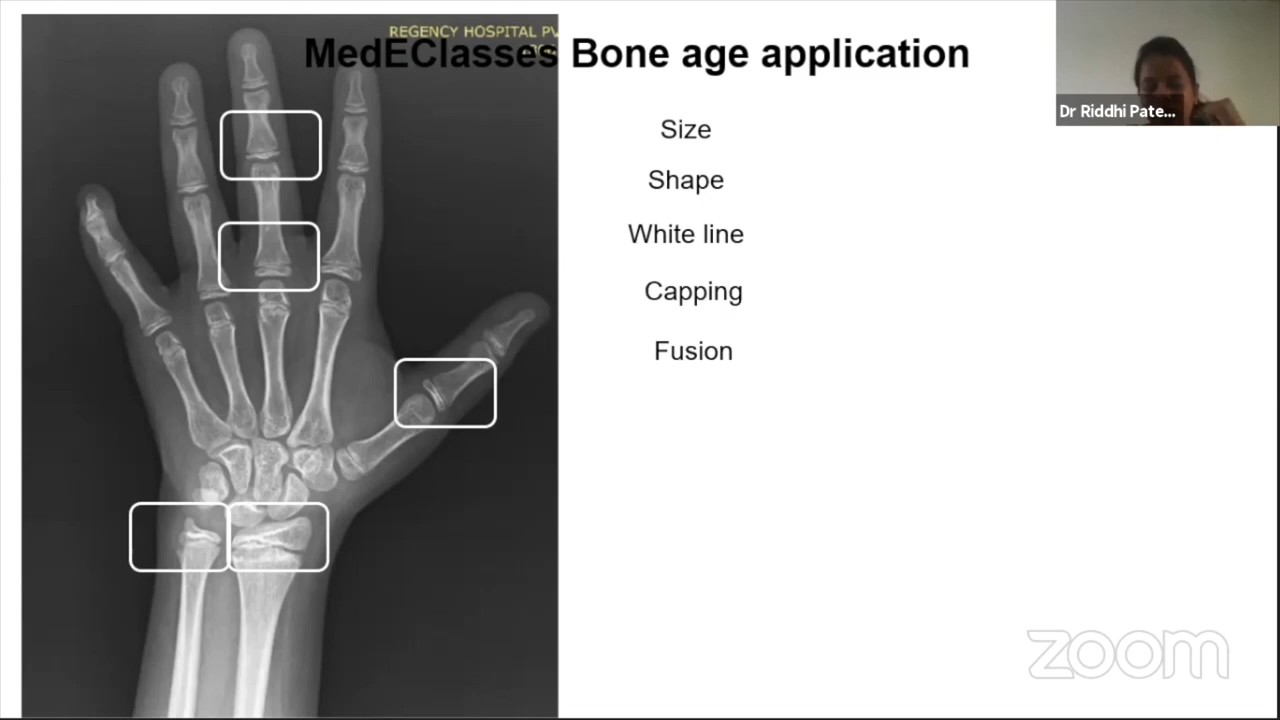 REGENCY HOSPITAL PV
MedEClasses Bone age application
Dr Riddhi Pate...
Size
Shape
White line
Capping
Fusion
zoom